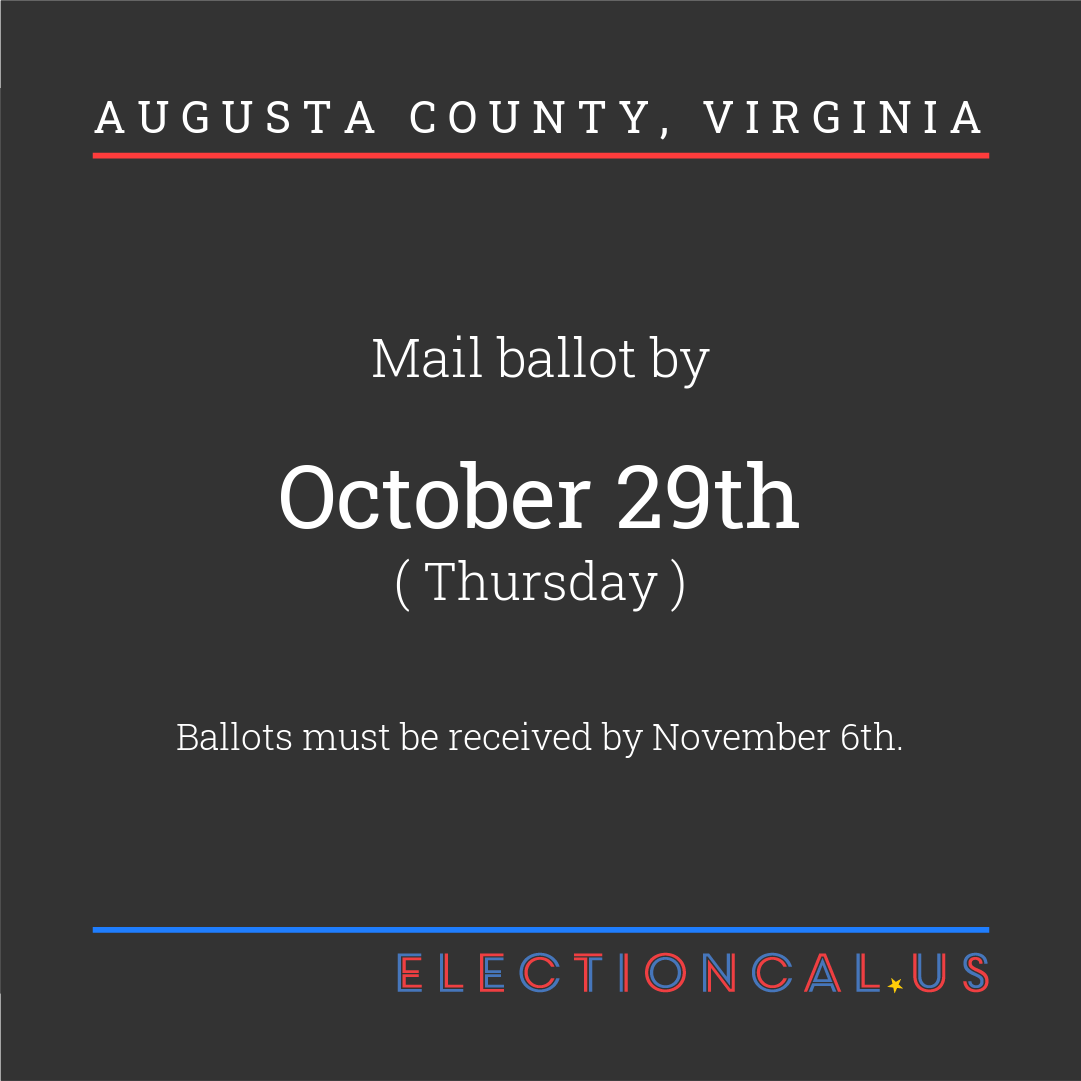 AUGUSTA COUNTY, VIRGINIA
Mail ballot by
October 29th
( Thursday )
Ballots must be received by November 6th.
ELECTIONCAL.US